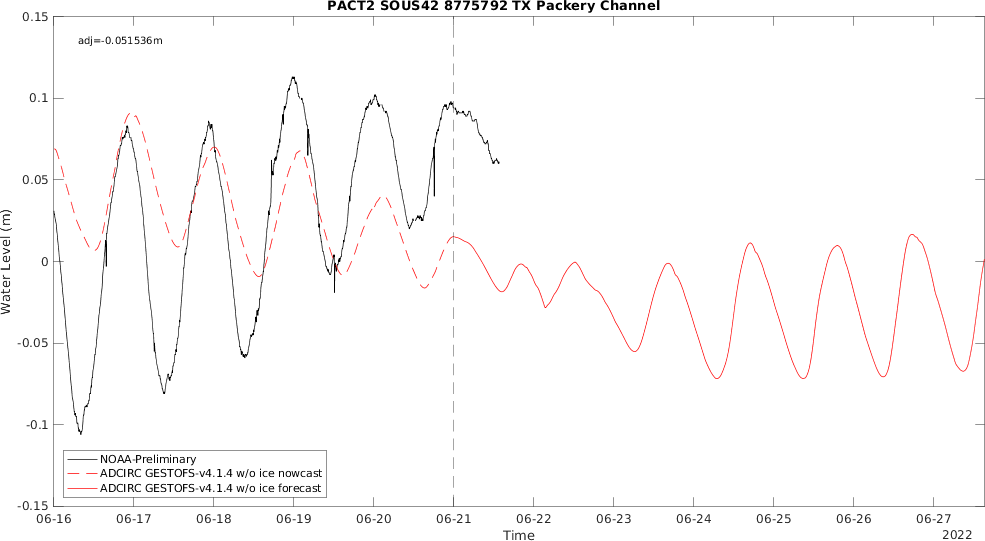 PACT2 SOUS42 8775792 TX Packery Channel
adj=-0.051536m
0.15
0.1
0.05
0
-0.05
-0.1
-0.15
Water Level (m)
NOAA-Preliminary
ADCIRC GESTOFS-v4.1.4 w/o ice nowcast
ADCIRC GESTOFS-v4.1.4 w/o ice forecast
06-16 06-17 06-18 06-19 06-20 06-21 06-22 06-23 06-24 06-25 06-26 06-27
Time
2022